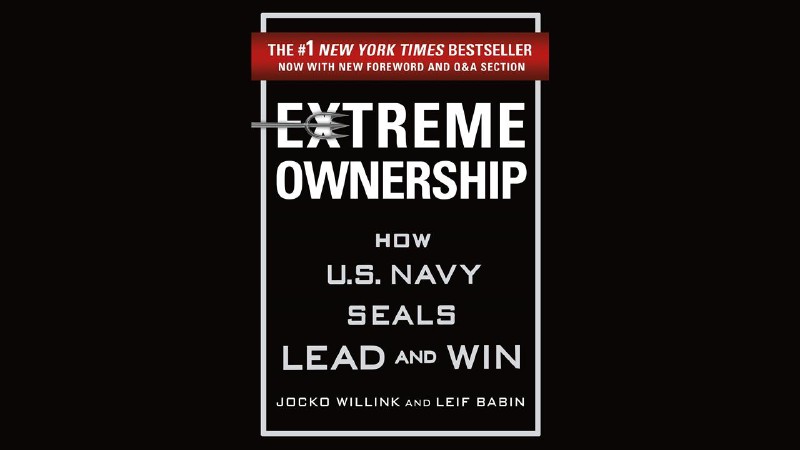 THE #1 NEW YORK TIMES BESTSELLER
NOW WITH NEW FOREWORD AND Q&A SECTION
EXTREME
OWNERSHIP
HOW
U.S. NAVY
SEALS
LEAD AND WIN
JOCKO WILLINK AND LEIF BABIN